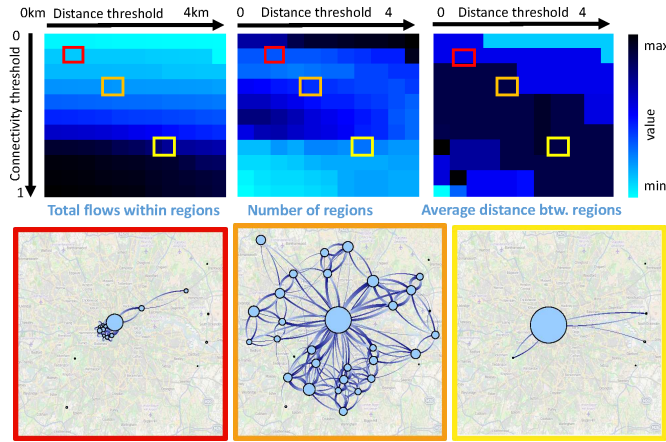 0km Distance threshold 4km
0 Distance threshold 4
0 Distance threshold 4
0
Connectivity threshold
1
max
value
min
Total flows within regions
Number of regions
Average distance btw. regions